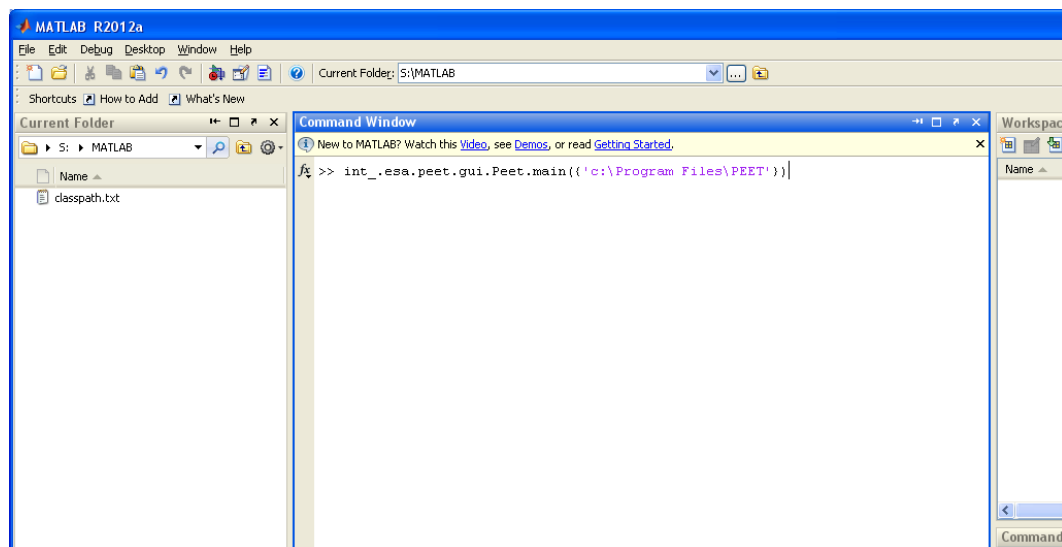 MATLAB R2012a
File Edit Debug Desktop Window Help
Current Folder: S:\MATLAB
Shortcuts How to Add What's New
Current Folder
S: MATLAB
Name
classpath.txt
Command Window
New to MATLAB? Watch this Video, see Demos, or read Getting Started.
fx >> int_.esa.peet.gui.Peet.main({'c:\Program Files\PEET'})
Workspac
Name
Command